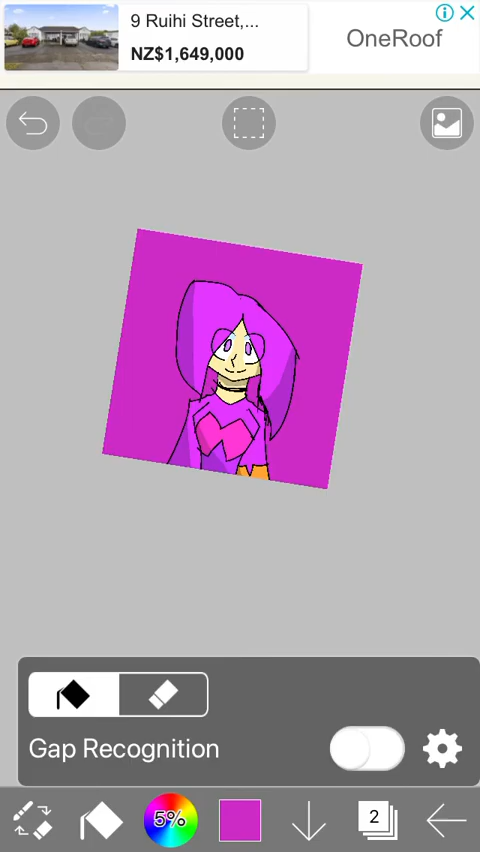 9 Ruihi Street,...
NZ$1,649,000
OneRoof
Gap Recognition
5%
2